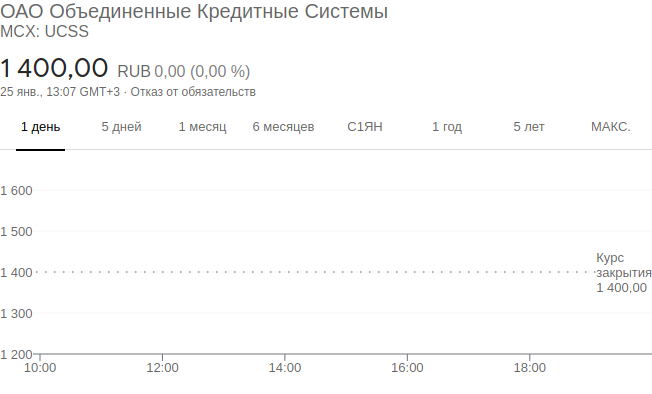 ОАО Объединенные Кредитные Системы
MCX: UCSS
1 400,00 RUB 0,00 (0,00 %)
25 янв., 13:07 GMT+3 · Отказ от обязательств
1 день 5 дней 1 месяц 6 месяцев С1ЯН 1 год 5 лет МАКС.
1 600
1 500
Курс
1 400 закрытия
1 400,00
1 300
1 200
10:00 12:00 14:00 16:00 18:00